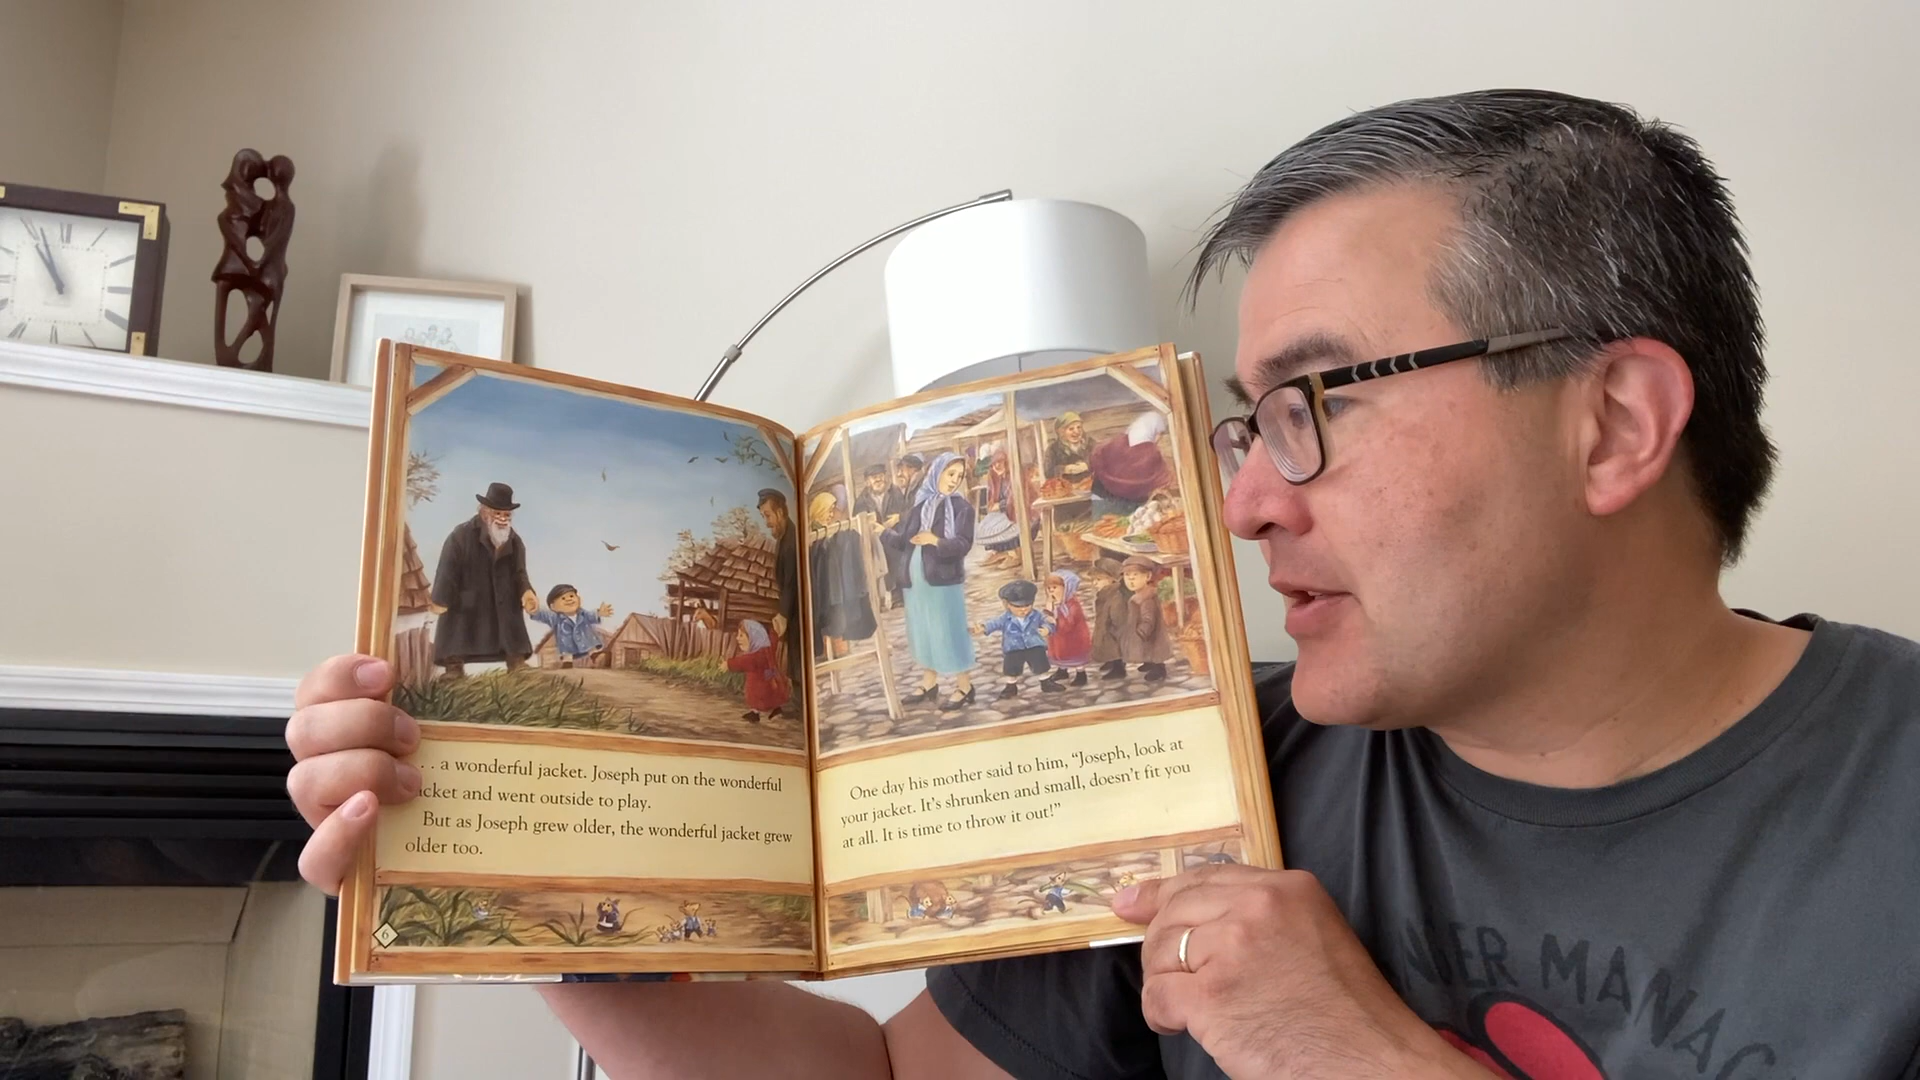 . . a wonderful jacket. Joseph put on the wonderful
cket and went outside to play.
But as Joseph grew older, the wonderful jacket grew
older too.
6
One day his mother said to him, “Joseph, look at
your jacket. It’s shrunken and small, doesn’t fit you
at all. It is time to throw it out!”